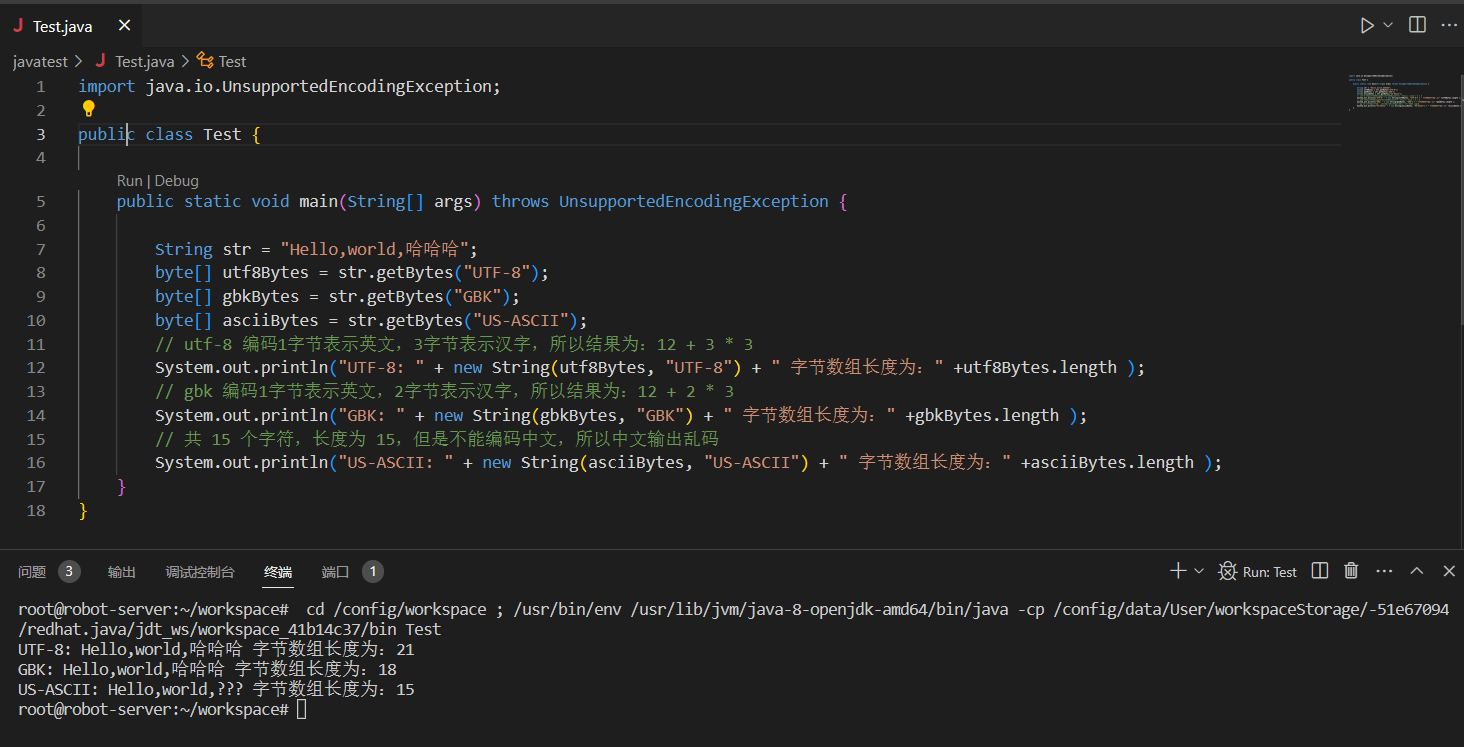 Test.java
javatest > Test.java > Test
1 import java.io.UnsupportedEncodingException;
2
3 public class Test {
4
Run | Debug
5 public static void main(String[] args) throws UnsupportedEncodingException {
6
7 String str = "Hello,world,哈哈哈";
8 byte[] utf8Bytes = str.getBytes("UTF-8");
9 byte[] gbkBytes = str.getBytes("GBK");
10 byte[] asciiBytes = str.getBytes("US-ASCII");
11 // utf-8 编码1字节表示英文，3字节表示汉字，所以结果为：12 + 3 * 3
12 System.out.println("UTF-8: " + new String(utf8Bytes, "UTF-8") + " 字节数组长度为：" +utf8Bytes.length );
13 // gbk 编码1字节表示英文，2字节表示汉字，所以结果为：12 + 2 * 3
14 System.out.println("GBK: " + new String(gbkBytes, "GBK") + " 字节数组长度为：" +gbkBytes.length );
15 // 共 15 个字符，长度为 15，但是不能编码中文，所以中文输出乱码
16 System.out.println("US-ASCII: " + new String(asciiBytes, "US-ASCII") + " 字节数组长度为：" +asciiBytes.length );
17 }
18 }
问题 3 输出 调试控制台 终端 端口 1 Run: Test
root@robot-server:~/workspace#  cd /config/workspace ; /usr/bin/env /usr/lib/jvm/java-8-openjdk-amd64/bin/java -cp /config/data/User/workspaceStorage/-51e67094
/redhat.java/jdt_ws/workspace_41b14c37/bin Test
UTF-8: Hello,world,哈哈哈 字节数组长度为：21
GBK: Hello,world,哈哈哈 字节数组长度为：18
US-ASCII: Hello,world,??? 字节数组长度为：15
root@robot-server:~/workspace#